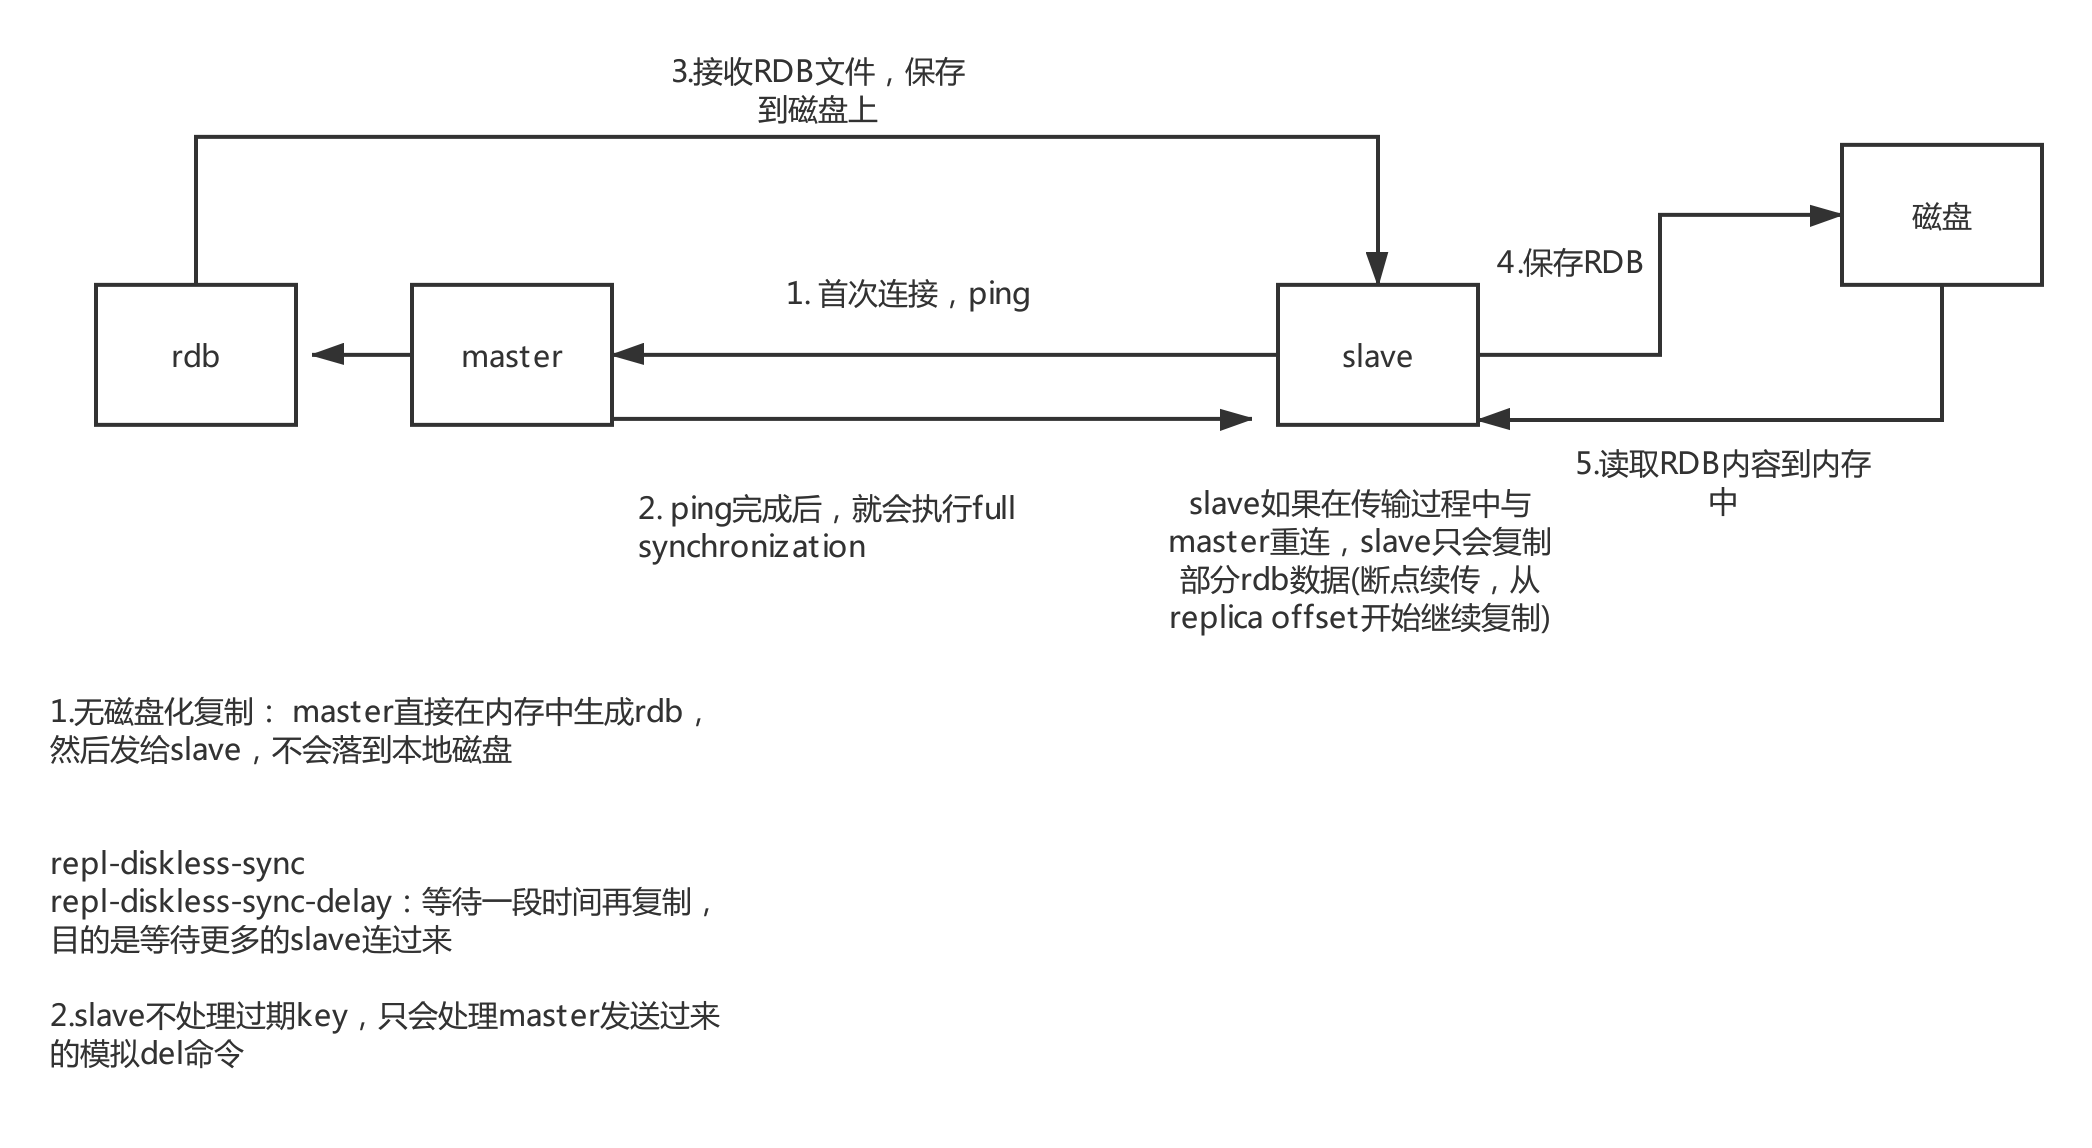 3.接收RDB文件，保存
到磁盘上
磁盘
4.保存RDB
1. 首次连接，ping
rdb
master
slave
5.读取RDB内容到内存
中
2. ping完成后，就会执行full
synchronization
slave如果在传输过程中与
master重连，slave只会复制
部分rdb数据(断点续传，从
replica offset开始继续复制)
1.无磁盘化复制： master直接在内存中生成rdb，
然后发给slave，不会落到本地磁盘
repl-diskless-sync
repl-diskless-sync-delay：等待一段时间再复制，
目的是等待更多的slave连过来
2.slave不处理过期key，只会处理master发送过来
的模拟del命令